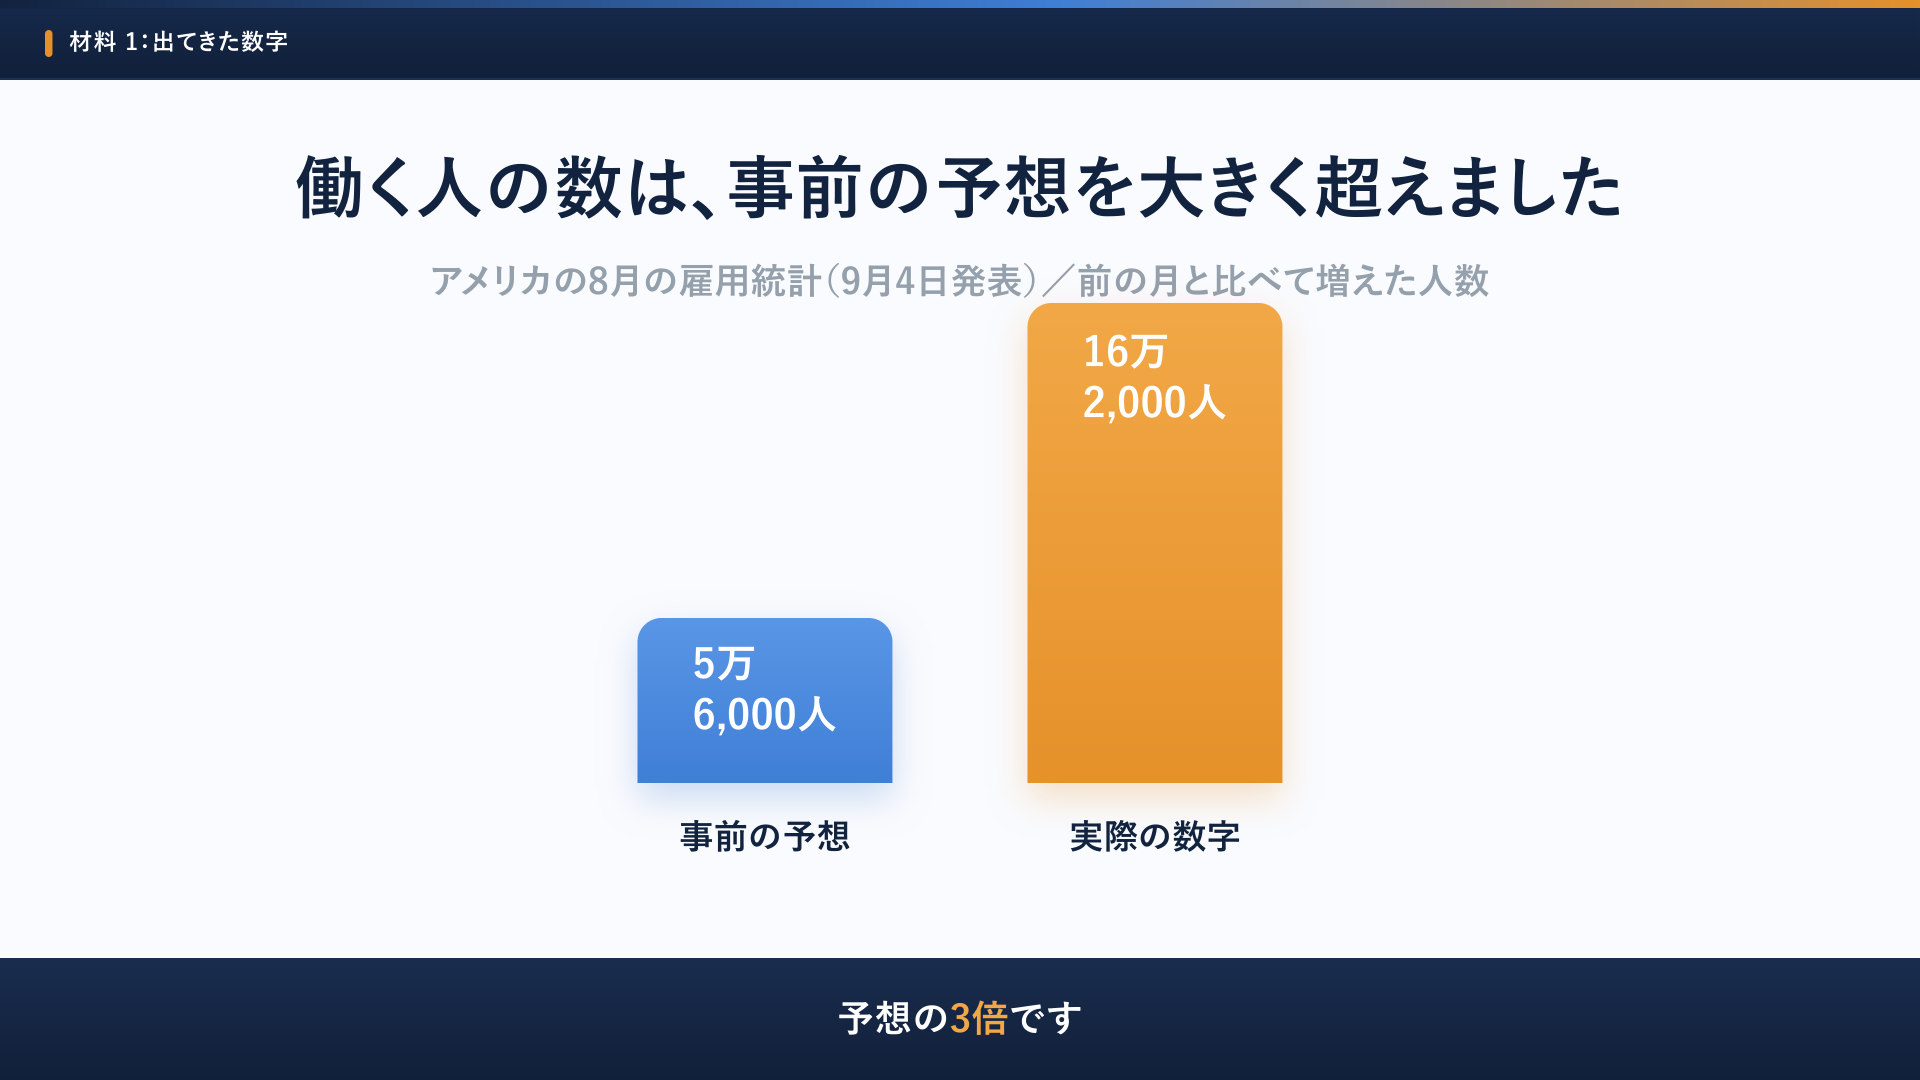 材料 1：出てきた数字
働く人の数は、事前の予想を大きく超えました
アメリカの8月の雇用統計（9月4日発表）／前の月と比べて増えた人数
16万
2,000人
5万
6,000人
事前の予想
実際の数字
予想の3倍です